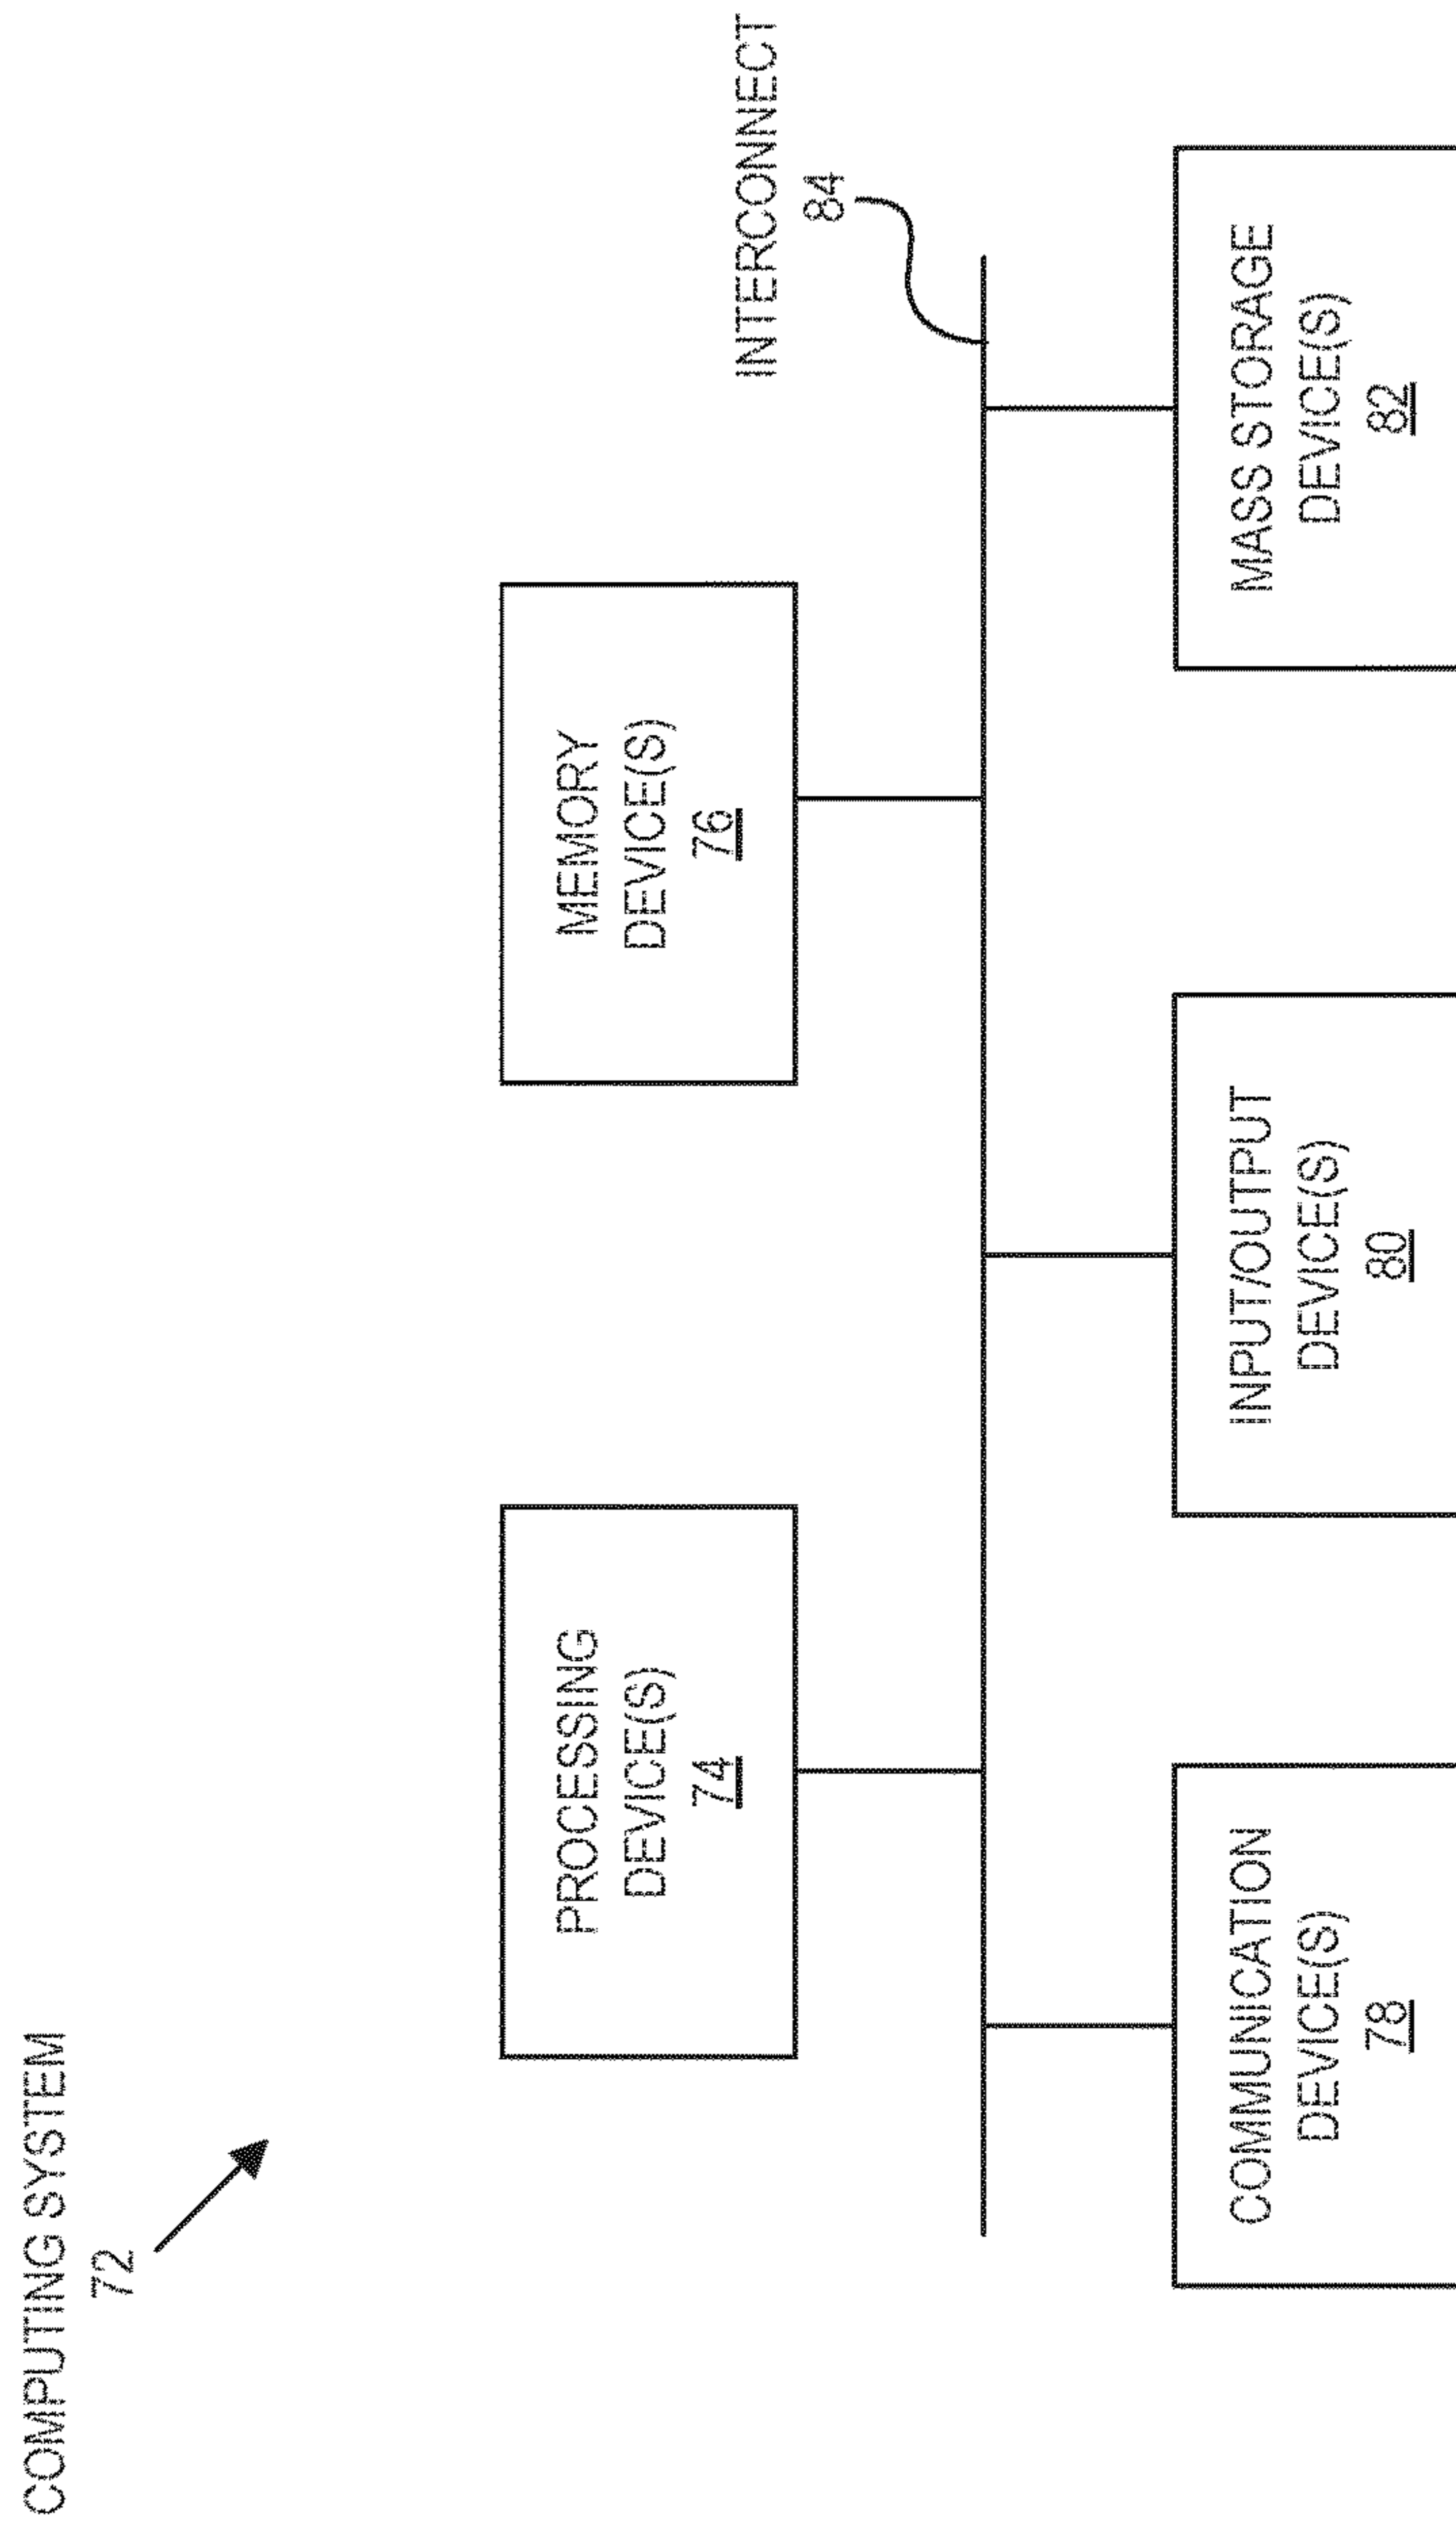 COMPUTING SYSTEM
72
PROCESSING
DEVICE(S)
74
MEMORY
DEVICE(S)
76
INTERCONNECT
84
COMMUNICATION
DEVICE(S)
78
INPUT/OUTPUT
DEVICE(S)
80
MASS STORAGE
DEVICE(S)
82